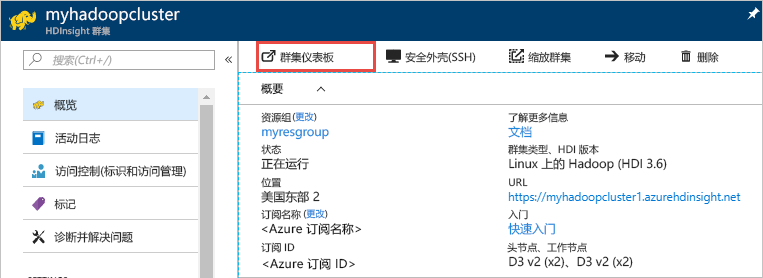 myhadoopcluster
HDInsight 群集
搜索(Ctrl+/)
概览
活动日志
访问控制(标识和访问管理)
标记
诊断并解决问题
群集仪表板 安全外壳(SSH) 缩放群集 移动 删除
概要
资源组(更改)
myresgroup
状态
正在运行
位置
美国东部 2
订阅名称(更改)
<Azure 订阅名称>
订阅 ID
<Azure 订阅 ID>
了解更多信息
文档
群集类型、HDI 版本
Linux 上的 Hadoop (HDI 3.6)
URL
https://myhadoopcluster1.azurehdinsight.net
入门
快速入门
头节点、工作节点
D3 v2 (x2)、D3 v2 (x2)